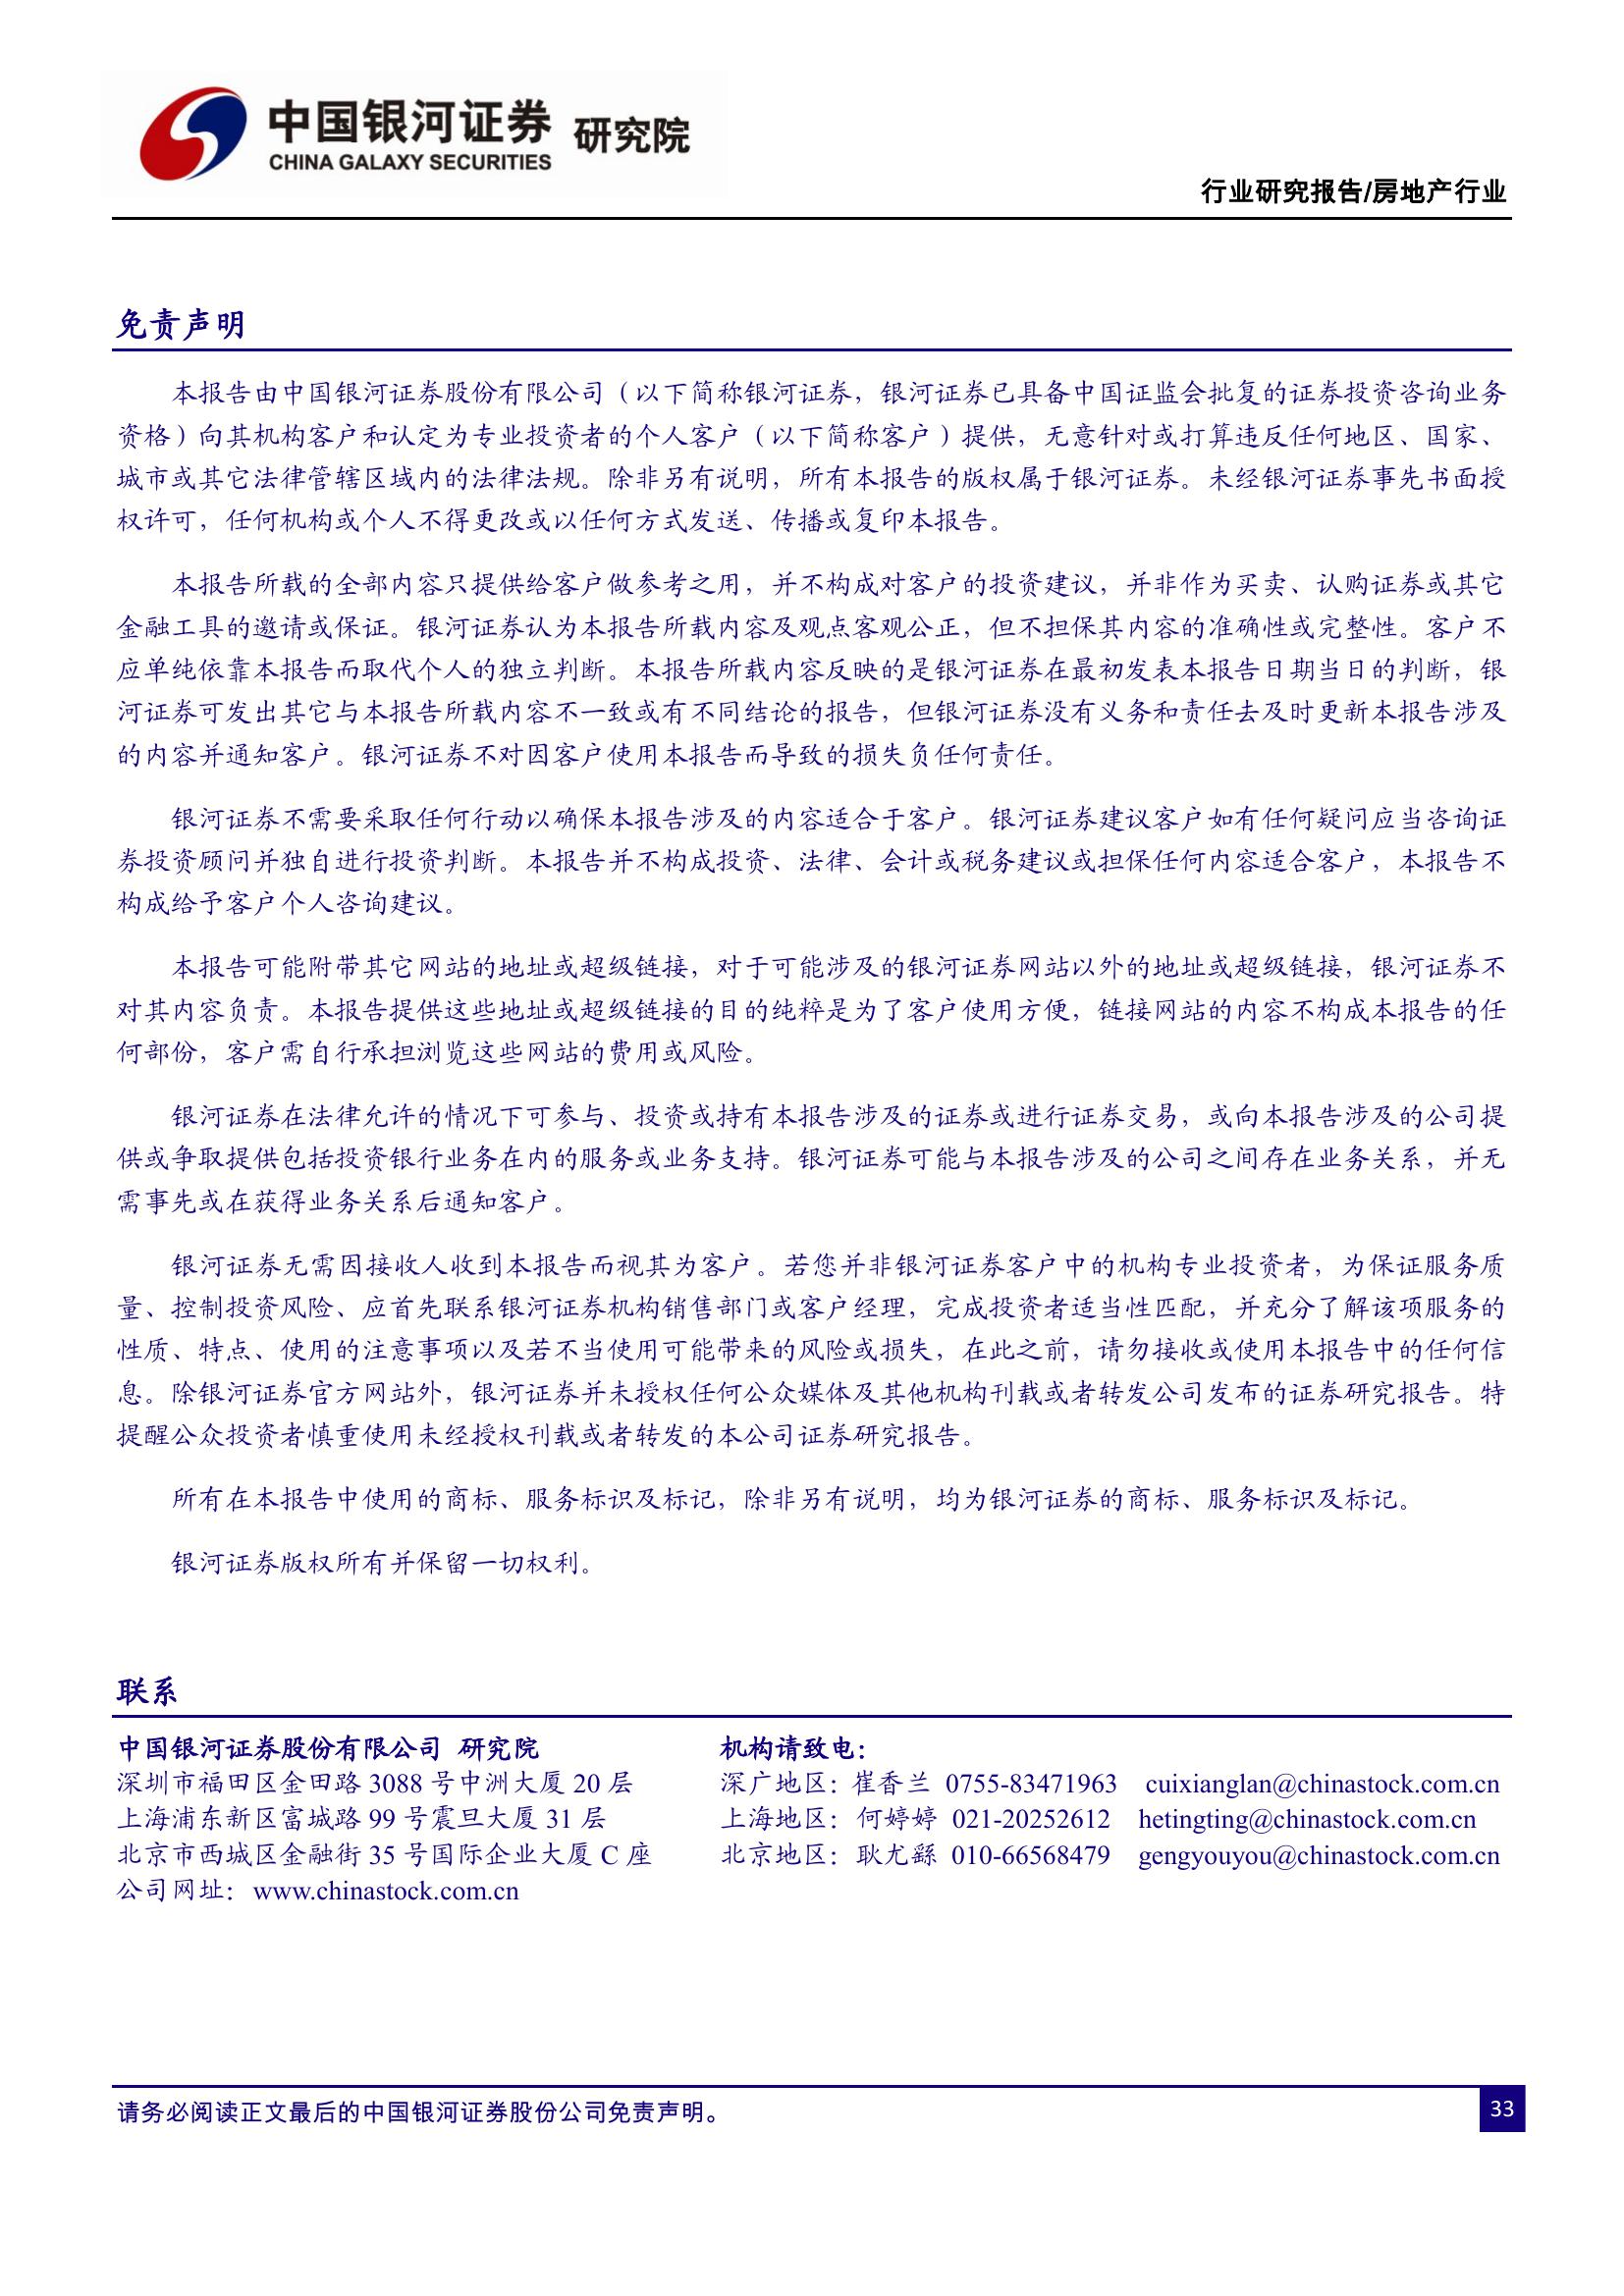 中国银河证券 研究院
CHINA GALAXY SECURITIES
行业研究报告/房地产行业
免责声明
本报告由中国银河证券股份有限公司（以下简称银河证券，银河证券已具备中国证监会批复的证券投资咨询业务
资格）向其机构客户和认定为专业投资者的个人客户（以下简称客户）提供，无意针对或打算违反任何地区、国家、
城市或其它法律管辖区域内的法律法规。除非另有说明，所有本报告的版权属于银河证券。未经银河证券事先书面授
权许可，任何机构或个人不得更改或以任何方式发送、传播或复印本报告。
本报告所载的全部内容只提供给客户做参考之用，并不构成对客户的投资建议，并非作为买卖、认购证券或其它
金融工具的邀请或保证。银河证券认为本报告所载内容及观点客观公正，但不担保其内容的准确性或完整性。客户不
应单纯依靠本报告而取代个人的独立判断。本报告所载内容反映的是银河证券在最初发表本报告日期当日的判断，银
河证券可发出其它与本报告所载内容不一致或有不同结论的报告，但银河证券没有义务和责任去及时更新本报告涉及
的内容并通知客户。银河证券不对因客户使用本报告而导致的损失负任何责任。
银河证券不需要采取任何行动以确保本报告涉及的内容适合于客户。银河证券建议客户如有任何疑问应当咨询证
券投资顾问并独自进行投资判断。本报告并不构成投资、法律、会计或税务建议或担保任何内容适合客户，本报告不
构成给予客户个人咨询建议。
本报告可能附带其它网站的地址或超级链接，对于可能涉及的银河证券网站以外的地址或超级链接，银河证券不
对其内容负责。本报告提供这些地址或超级链接的目的纯粹是为了客户使用方便，链接网站的内容不构成本报告的任
何部份，客户需自行承担浏览这些网站的费用或风险。
银河证券在法律允许的情况下可参与、投资或持有本报告涉及的证券或进行证券交易，或向本报告涉及的公司提
供或争取提供包括投资银行业务在内的服务或业务支持。银河证券可能与本报告涉及的公司之间存在业务关系，并无
需事先或在获得业务关系后通知客户。
银河证券无需因接收人收到本报告而视其为客户。若您并非银河证券客户中的机构专业投资者，为保证服务质
量、控制投资风险、应首先联系银河证券机构销售部门或客户经理，完成投资者适当性匹配，并充分了解该项服务的
性质、特点、使用的注意事项以及若不当使用可能带来的风险或损失，在此之前，请勿接收或使用本报告中的任何信
息。除银河证券官方网站外，银河证券并未授权任何公众媒体及其他机构刊载或者转发公司发布的证券研究报告。特
提醒公众投资者慎重使用未经授权刊载或者转发的本公司证券研究报告。
所有在本报告中使用的商标、服务标识及标记，除非另有说明，均为银河证券的商标、服务标识及标记。
银河证券版权所有并保留一切权利。
联系
中国银河证券股份有限公司 研究院
深圳市福田区金田路 3088 号中洲大厦 20 层
上海浦东新区富城路 99 号震旦大厦 31 层
北京市西城区金融街 35 号国际企业大厦 C 座
公司网址：www.chinastock.com.cn
机构请致电：
深广地区：崔香兰 0755-83471963 cuixianglan@chinastock.com.cn
上海地区：何婷婷 021-20252612 hetingting@chinastock.com.cn
北京地区：耿尤繇 010-66568479 gengyouyou@chinastock.com.cn
请务必阅读正文最后的中国银河证券股份公司免责声明。
33